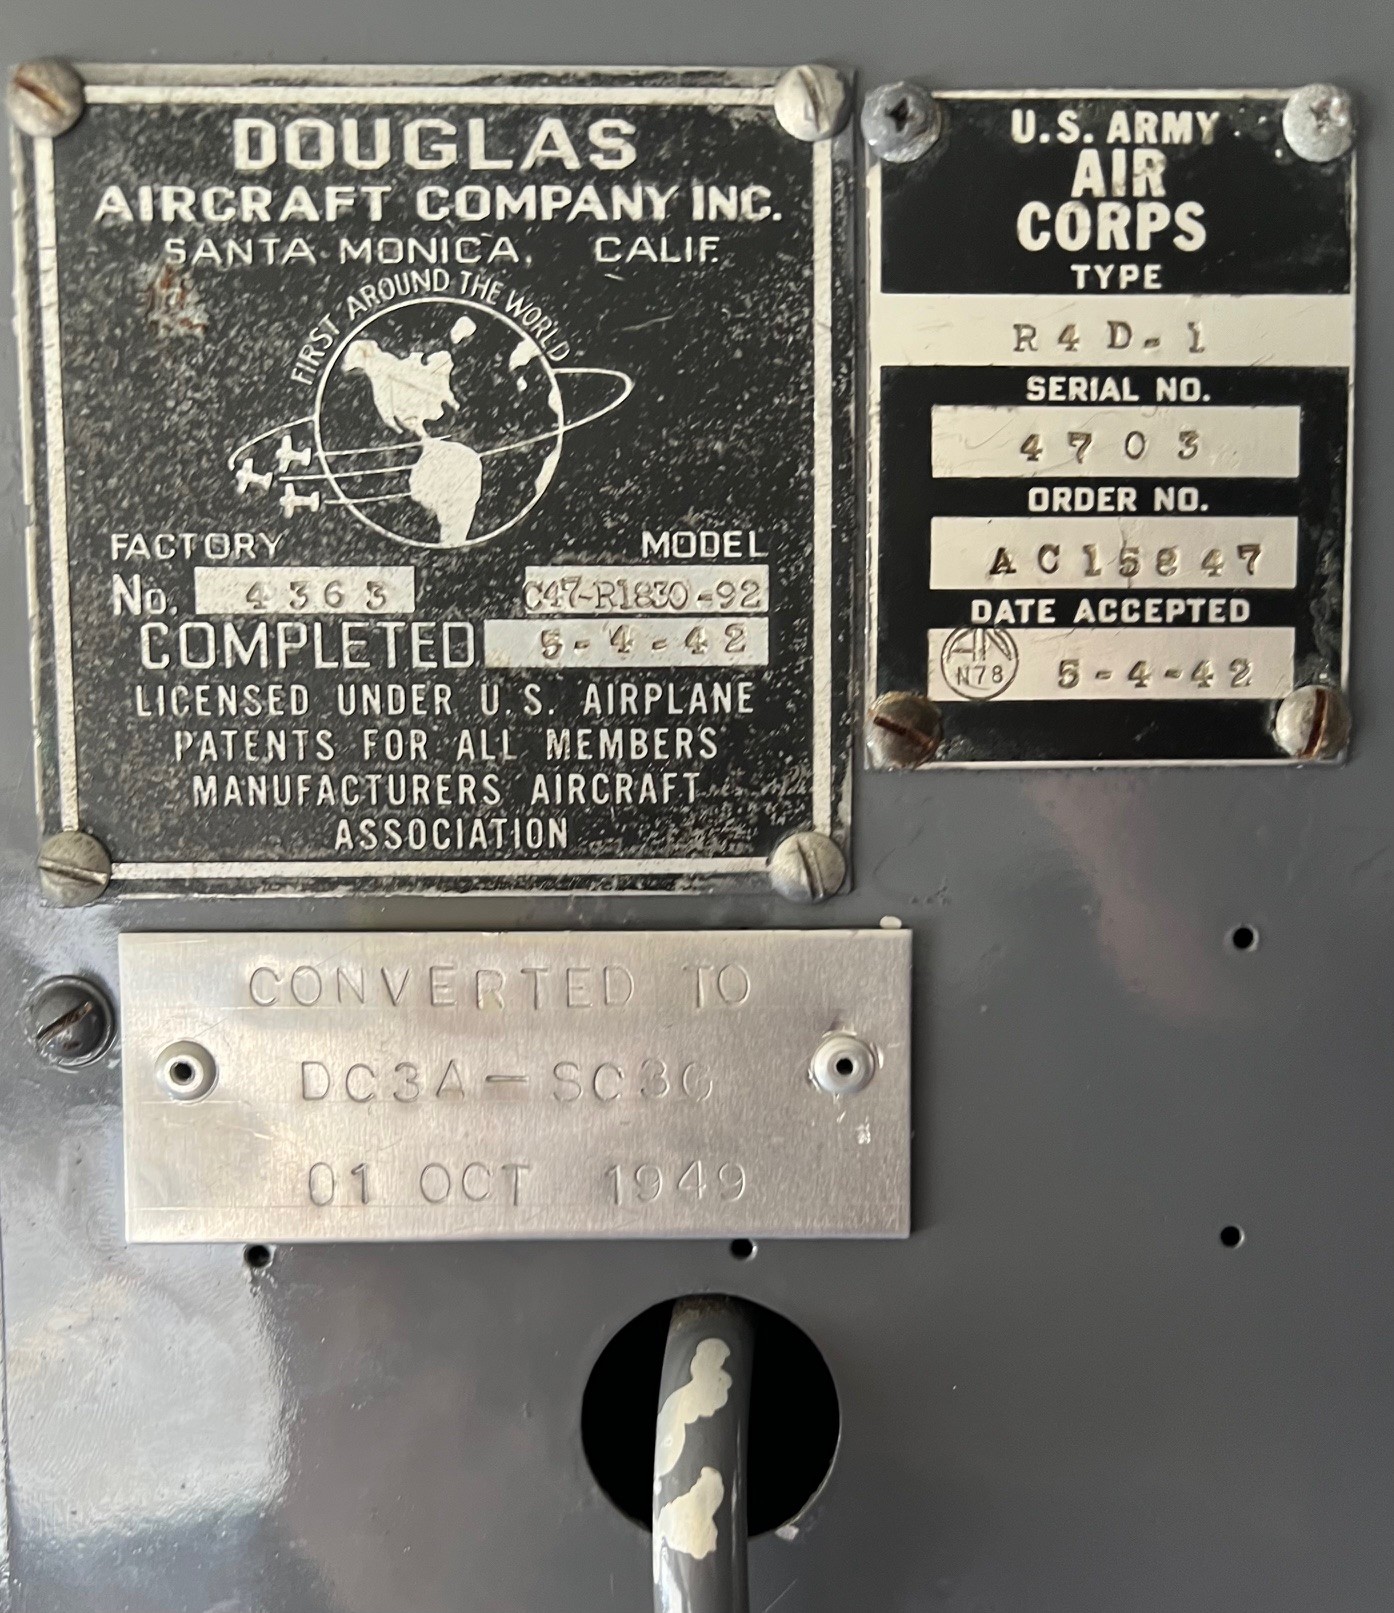 DOUGLAS
AIRCRAFT COMPANY INC.
SANTA MONICA, CALIF.
FIRST AROUND THE WORLD
FACTORY MODEL
No. 4363 C47-R1830-92
COMPLETED 5-4-42
LICENSED UNDER U.S. AIRPLANE
PATENTS FOR ALL MEMBERS
MANUFACTURERS AIRCRAFT
ASSOCIATION
U.S. ARMY
AIR
CORPS
TYPE
R4D-1
SERIAL NO.
4703
ORDER NO.
AC15847
DATE ACCEPTED
AN
N78
5-4-42
CONVERTED TO
DC3A-SC3G
01 OCT 1949